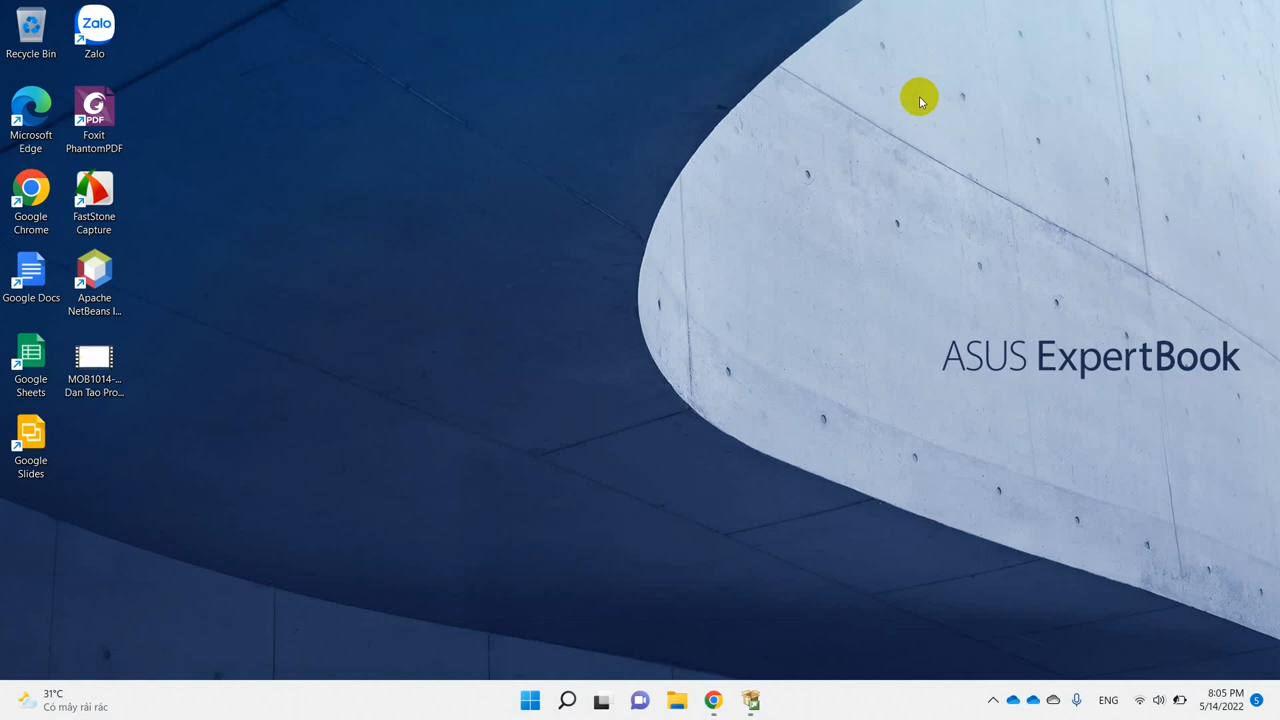 Recycle Bin
Zalo
Zalo
Microsoft Edge
PDF
Foxit PhantomPDF
Google Chrome
FastStone Capture
Google Docs
Apache NetBeans I...
Google Sheets
MOB1014-... Dan Tao Pro...
Google Slides
ASUS ExpertBook
31°C
Có mây rải rác
ENG
8:05 PM
5/14/2022
5